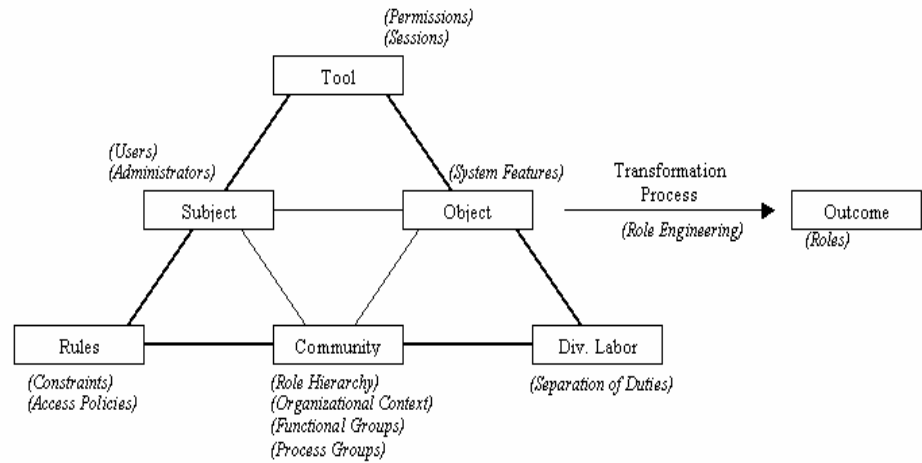 (Permissions)
(Sessions)
Tool
(Users)
(Administrators)
(System Features)
Subject
Object
Transformation
Process
(Role Engineering)
Outcome
(Roles)
Rules
Community
Div. Labor
(Constraints)
(Access Policies)
(Role Hierarchy)
(Organizational Context)
(Functional Groups)
(Process Groups)
(Separation of Duties)